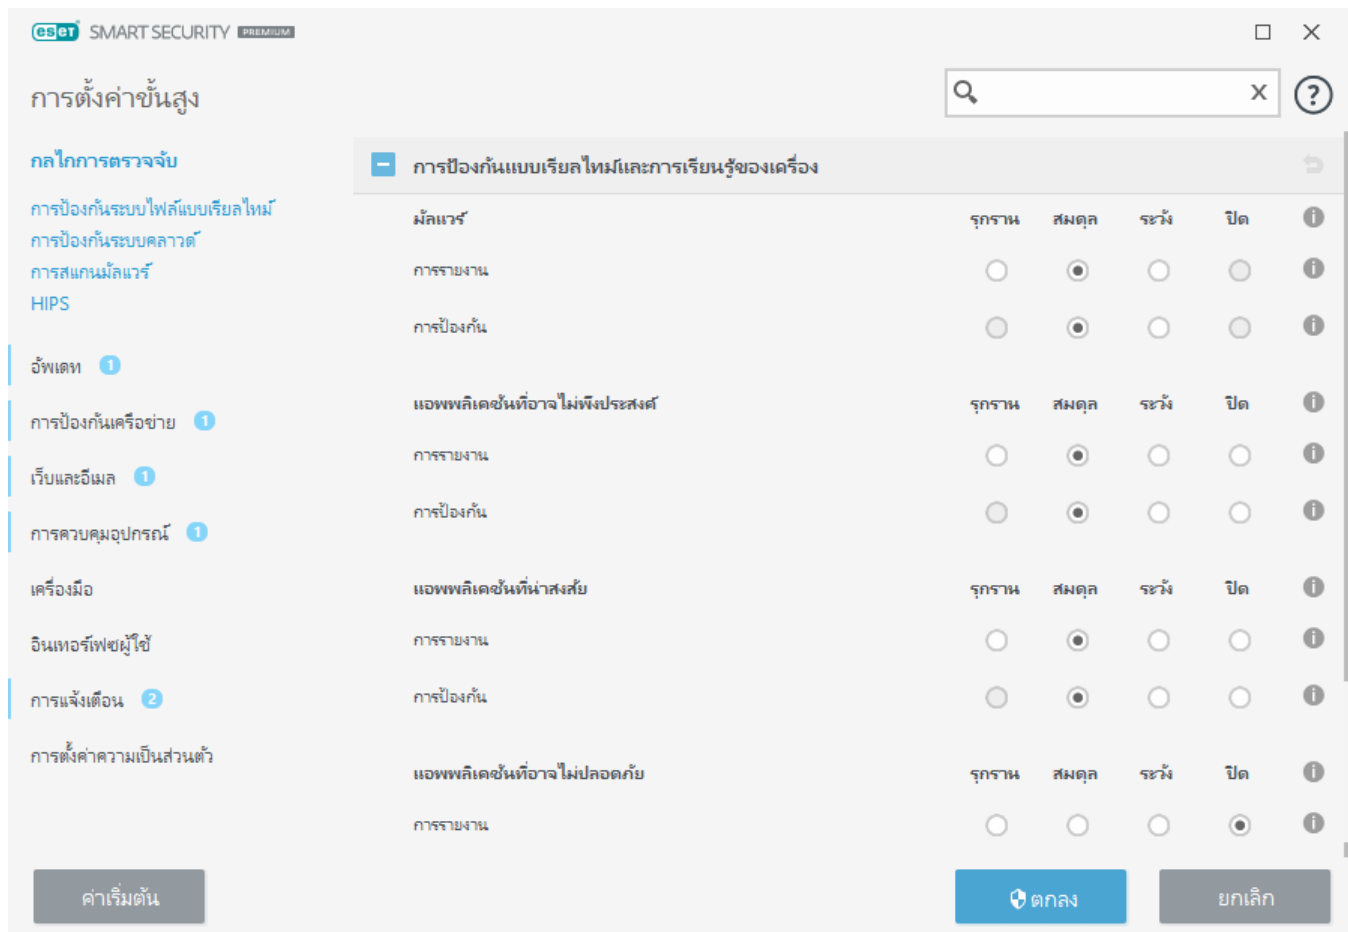 eset SMART SECURITY PREMIUM
การตั้งค่าขั้นสูง
X
?
กลไกการตรวจจับ
การป้องกันระบบไฟล์แบบเรียลไทม์
การป้องกันระบบคลาวด์
การสแกนมัลแวร์
HIPS
อัพเดท 1
การป้องกันเครือข่าย 1
เว็บและอีเมล 1
การควบคุมอุปกรณ์ 1
เครื่องมือ
อินเทอร์เฟซผู้ใช้
การแจ้งเตือน 2
การตั้งค่าความเป็นส่วนตัว
การป้องกันแบบเรียลไทม์และการเรียนรู้ของเครื่อง
มัลแวร์ รุกราน สมดุล ระวัง ปิด
การรายงาน
การป้องกัน
แอพพลิเคชันที่อาจไม่พึงประสงค์ รุกราน สมดุล ระวัง ปิด
การรายงาน
การป้องกัน
แอพพลิเคชันที่น่าสงสัย รุกราน สมดุล ระวัง ปิด
การรายงาน
การป้องกัน
แอพพลิเคชันที่อาจไม่ปลอดภัย รุกราน สมดุล ระวัง ปิด
การรายงาน
ค่าเริ่มต้น
ตกลง
ยกเลิก